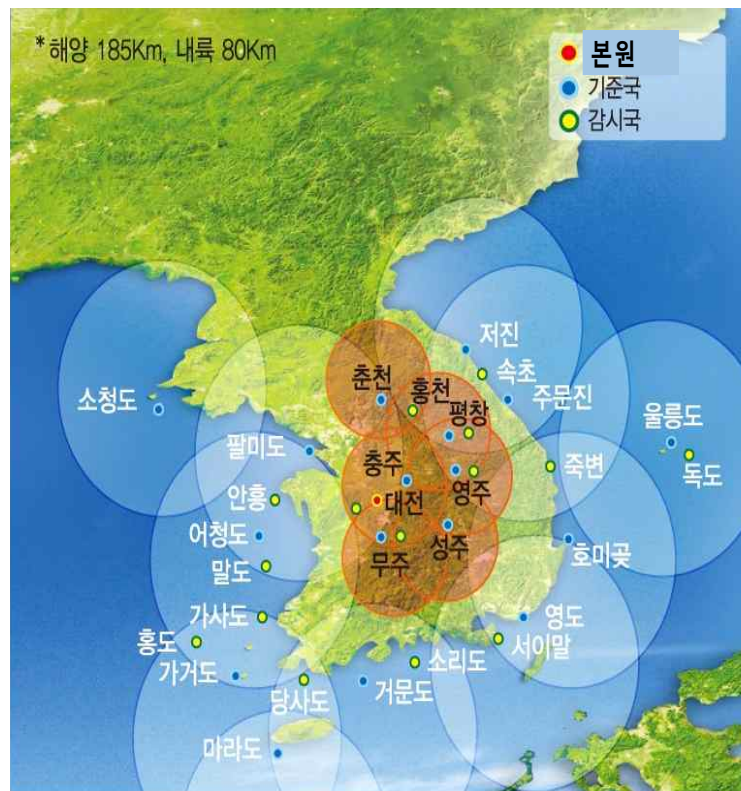 *해양 185Km, 내륙 80Km
본원
기준국
감시국
저진
속초
춘천
홍천
주문진
소청도
평창
울릉도
팔미도
충주
죽변
독도
영주
안흥
대전
어청도
성주
호미곶
무주
말도
가사도
영도
홍도
서이말
소리도
가거도
거문도
당사도
마라도